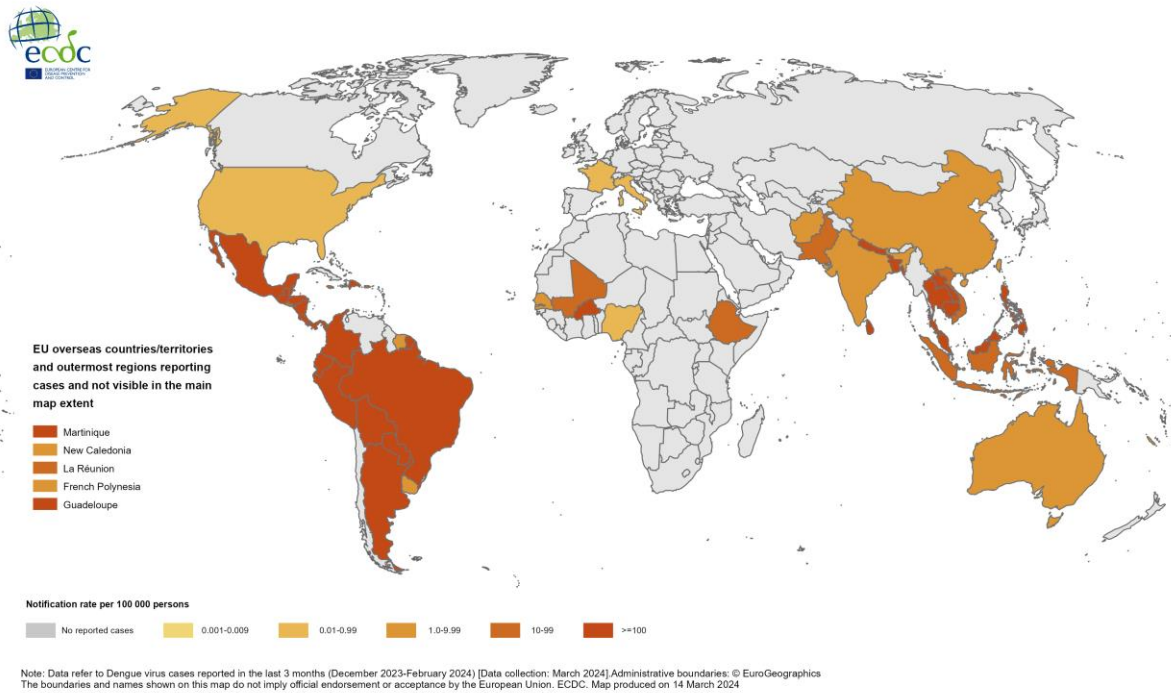 ecdc
EUROPEAN CENTRE FOR
DISEASE PREVENTION
AND CONTROL
EU overseas countries/territories
and outermost regions reporting
cases and not visible in the main
map extent
Martinique
New Caledonia
La Réunion
French Polynesia
Guadeloupe
Notification rate per 100 000 persons
No reported cases
0.001-0.009
0.01-0.99
1.0-9.99
10-99
>=100
Note: Data refer to Dengue virus cases reported in the last 3 months (December 2023-February 2024) [Data collection: March 2024].Administrative boundaries: © EuroGeographics
The boundaries and names shown on this map do not imply official endorsement or acceptance by the European Union. ECDC. Map produced on 14 March 2024